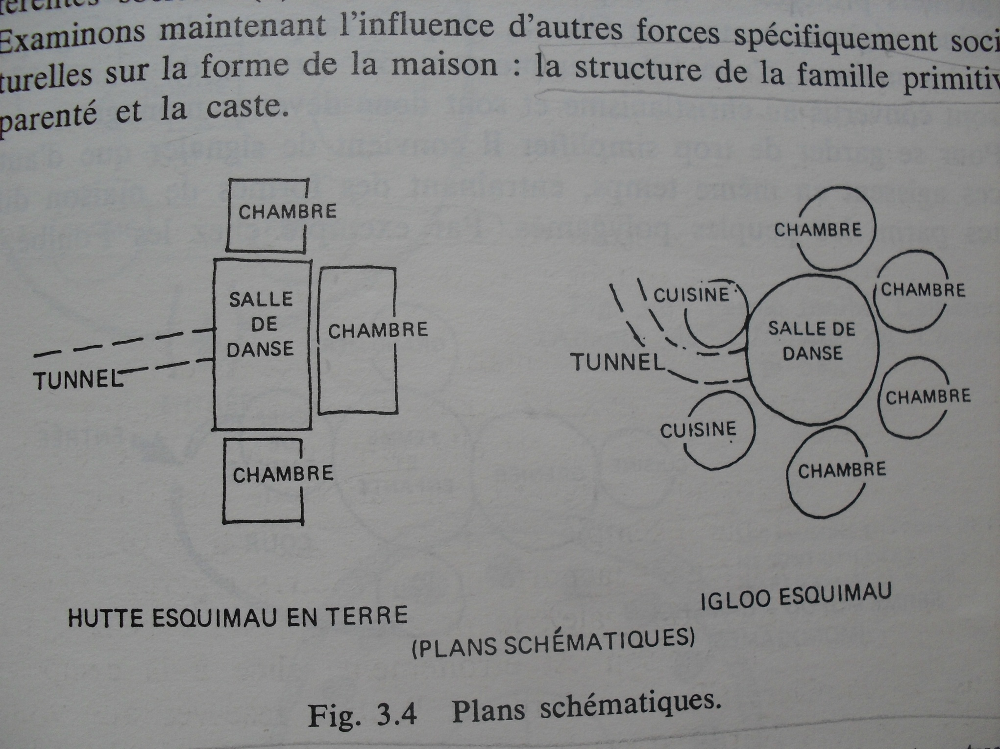 Examinons maintenant l'influence d'autres forces spécifiquement soci
turelles sur la forme de la maison : la structure de la famille primitiv
parenté et la caste.
CHAMBRE
SALLE
DE
DANSE
CHAMBRE
TUNNEL
CHAMBRE
CHAMBRE
CHAMBRE
CUISINE
SALLE DE
DANSE
TUNNEL
CHAMBRE
CUISINE
CHAMBRE
HUTTE ESQUIMAU EN TERRE
IGLOO ESQUIMAU
(PLANS SCHÉMATIQUES)
Fig. 3.4 Plans schématiques.